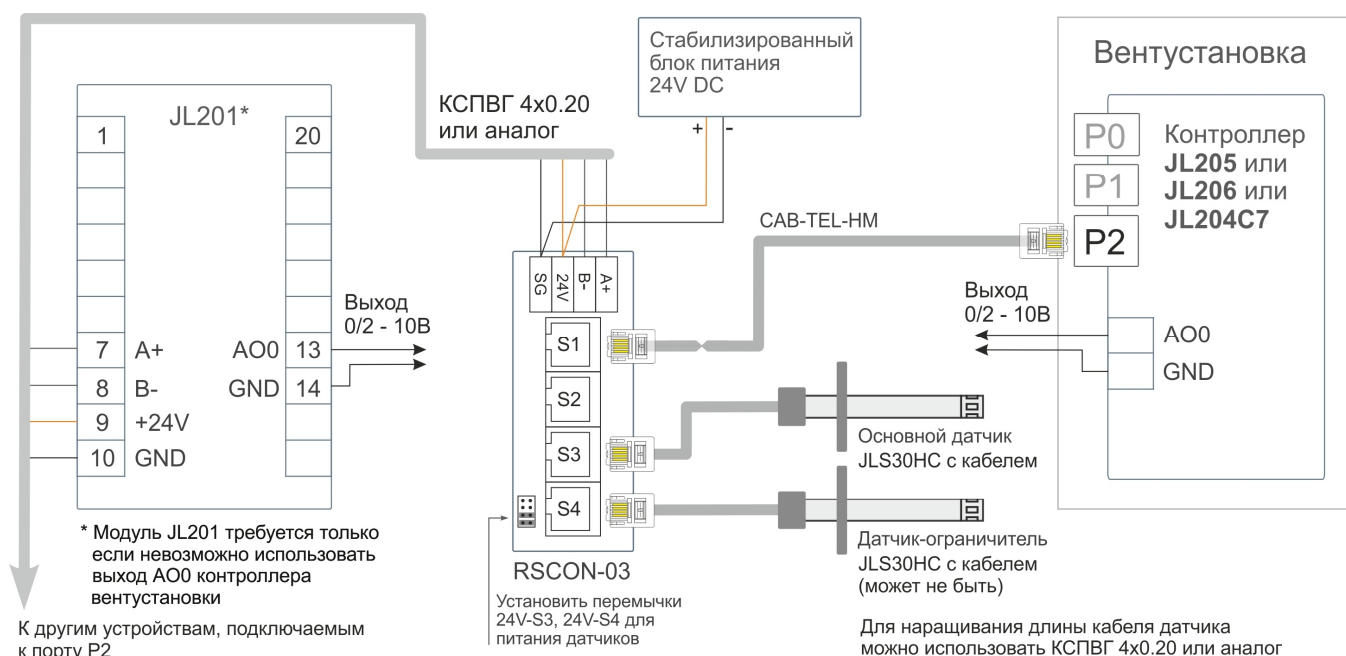 Стабилизированный
блок питания
24V DC
+ -
Вентустановка
КСПВГ 4x0.20
или аналог
JL201*
1
20
P0
P1
P2
Контроллер
JL205 или
JL206 или
JL204C7
CAB-TEL-HM
SG
24V
B-
A+
Выход
0/2 - 10В
Выход
0/2 - 10В
7 A+
AO0 13
8 B-
GND 14
9 +24V
10 GND
S1
S2
S3
S4
AO0
GND
Основной датчик
JLS30HC с кабелем
Датчик-ограничитель
JLS30HC с кабелем
(может не быть)
* Модуль JL201 требуется только
если невозможно использовать
выход AO0 контроллера
вентустановки
RSCON-03
Установить перемычки
24V-S3, 24V-S4 для
питания датчиков
К другим устройствам, подключаемым
к порту P2
Для наращивания длины кабеля датчика
можно использовать КСПВГ 4x0.20 или аналог